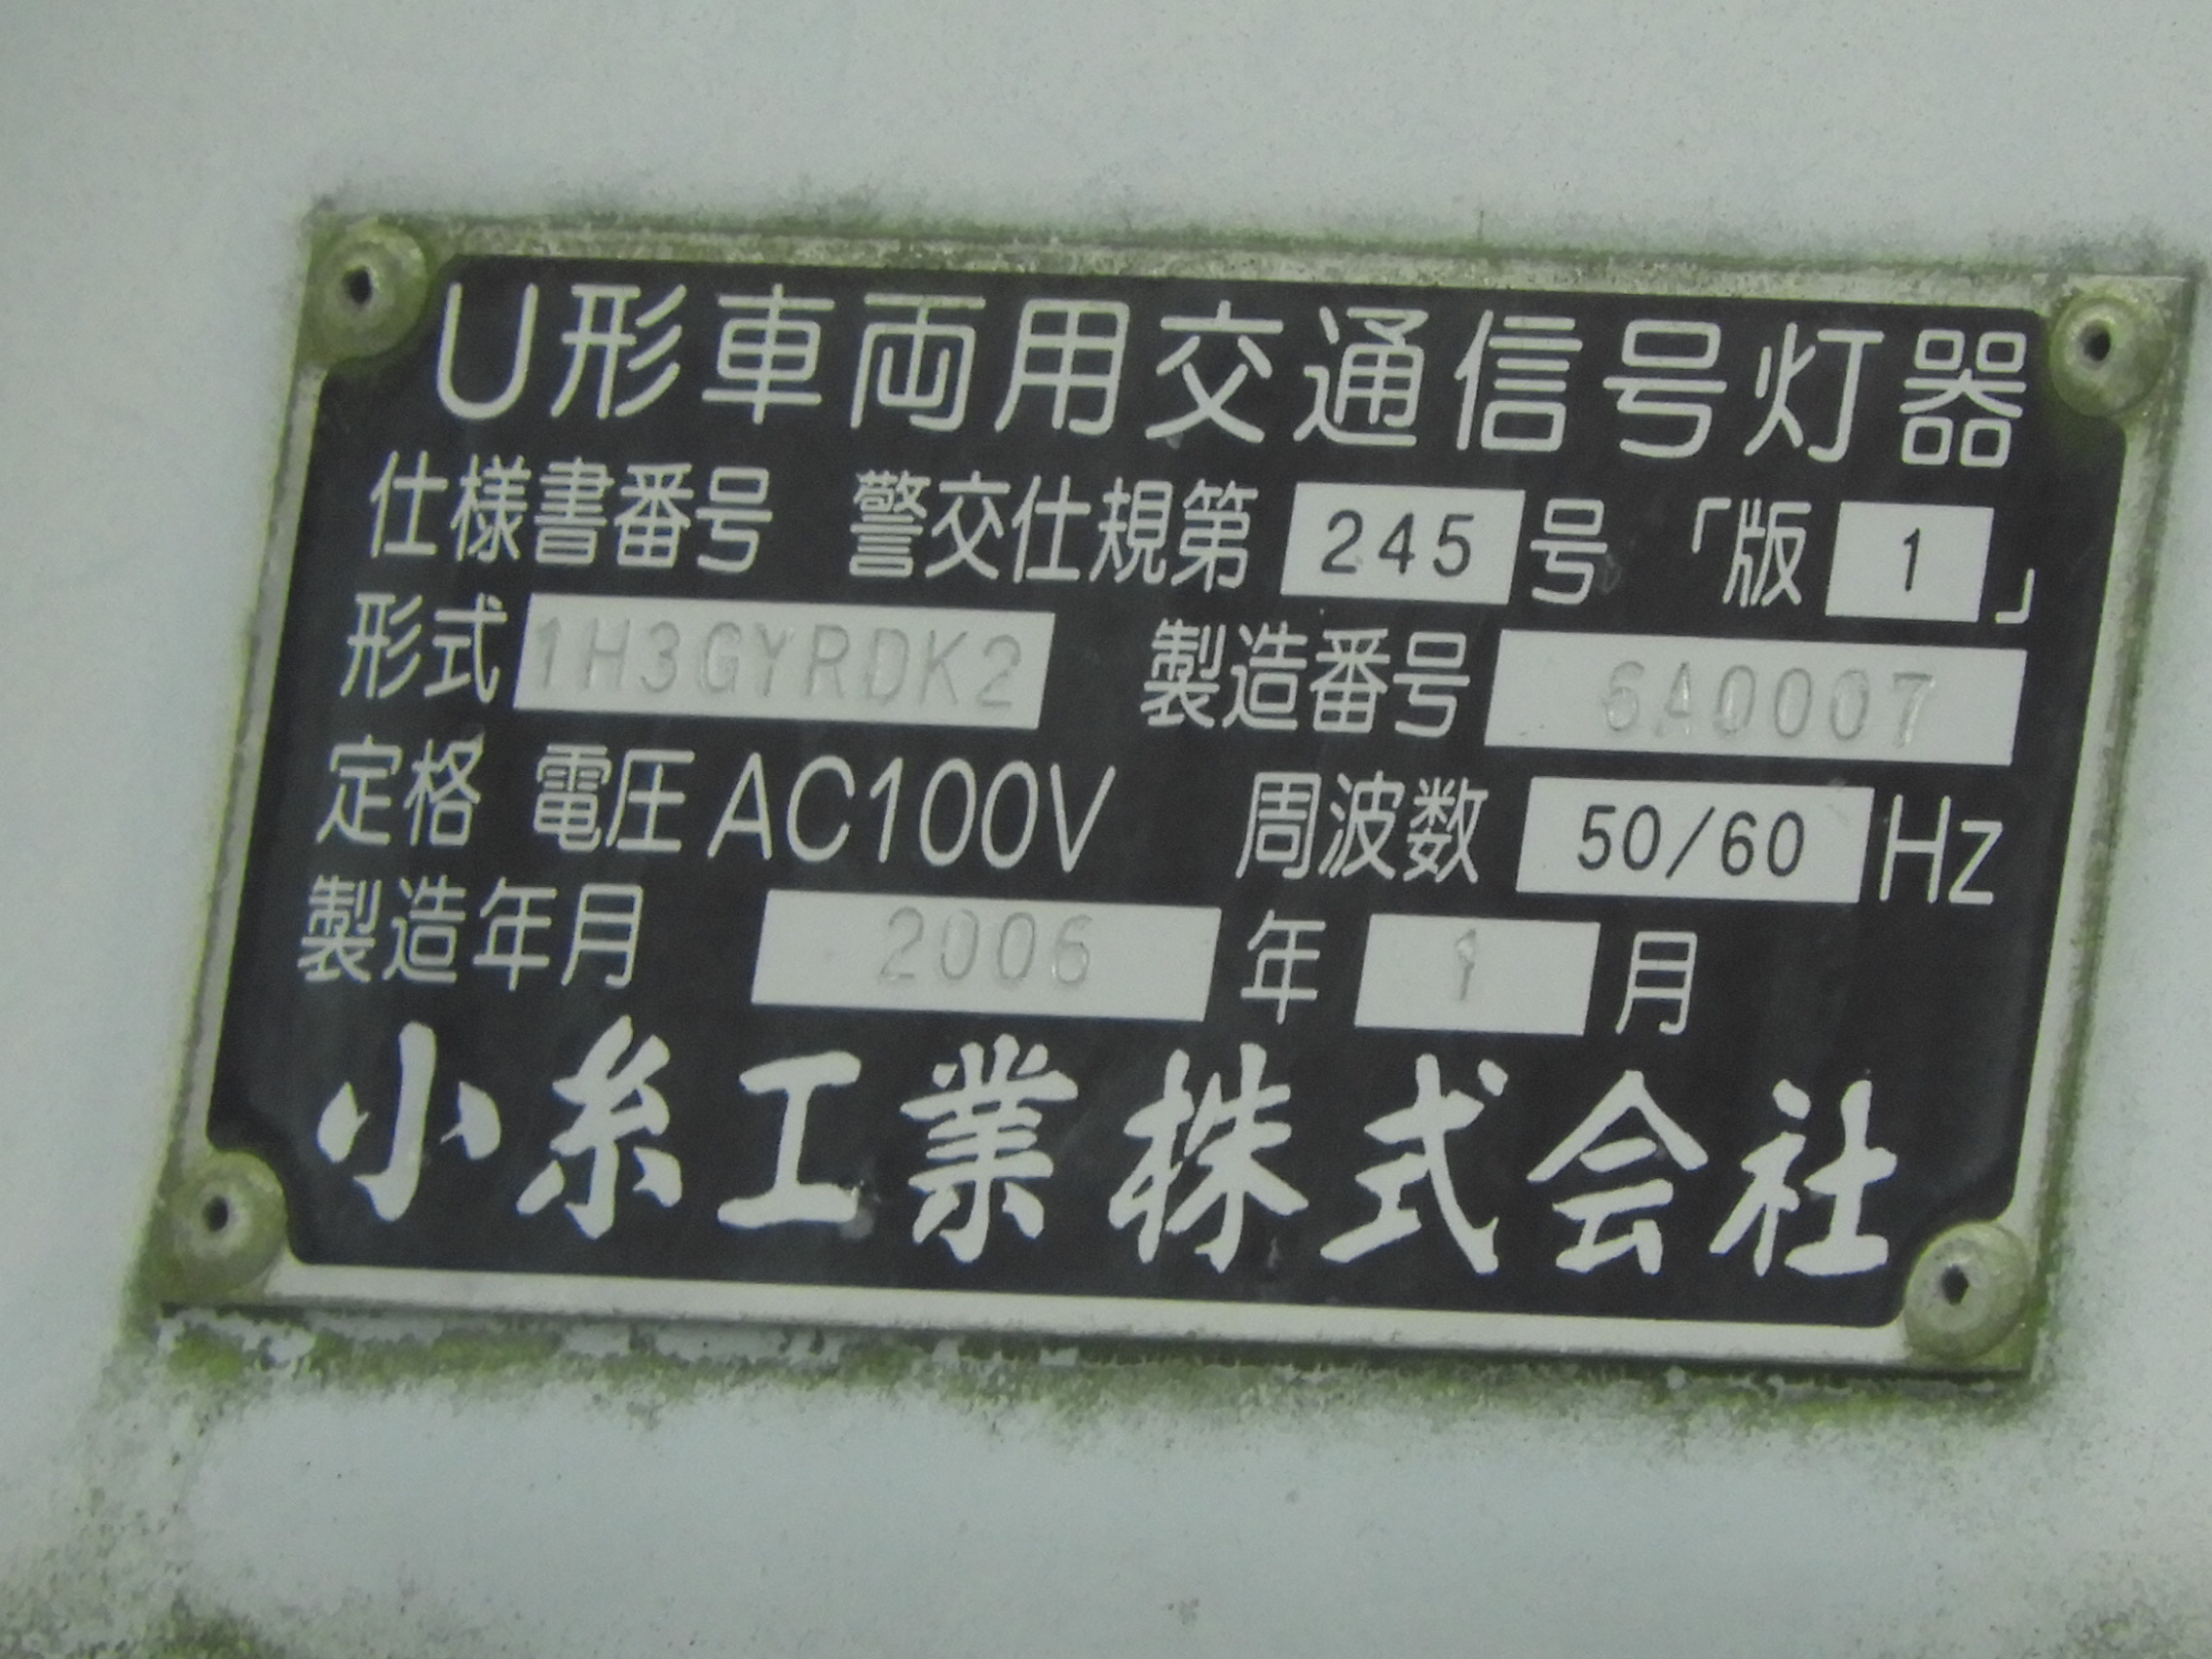 U形車両用交通信号灯器
仕様書番号 警交仕規第 245 号 「版 1 」
形式 1H3GYRDK2 製造番号 6A0007
定格 電圧 AC100V 周波数 50/60 Hz
製造年月 2006 年 1 月
小糸工業株式会社